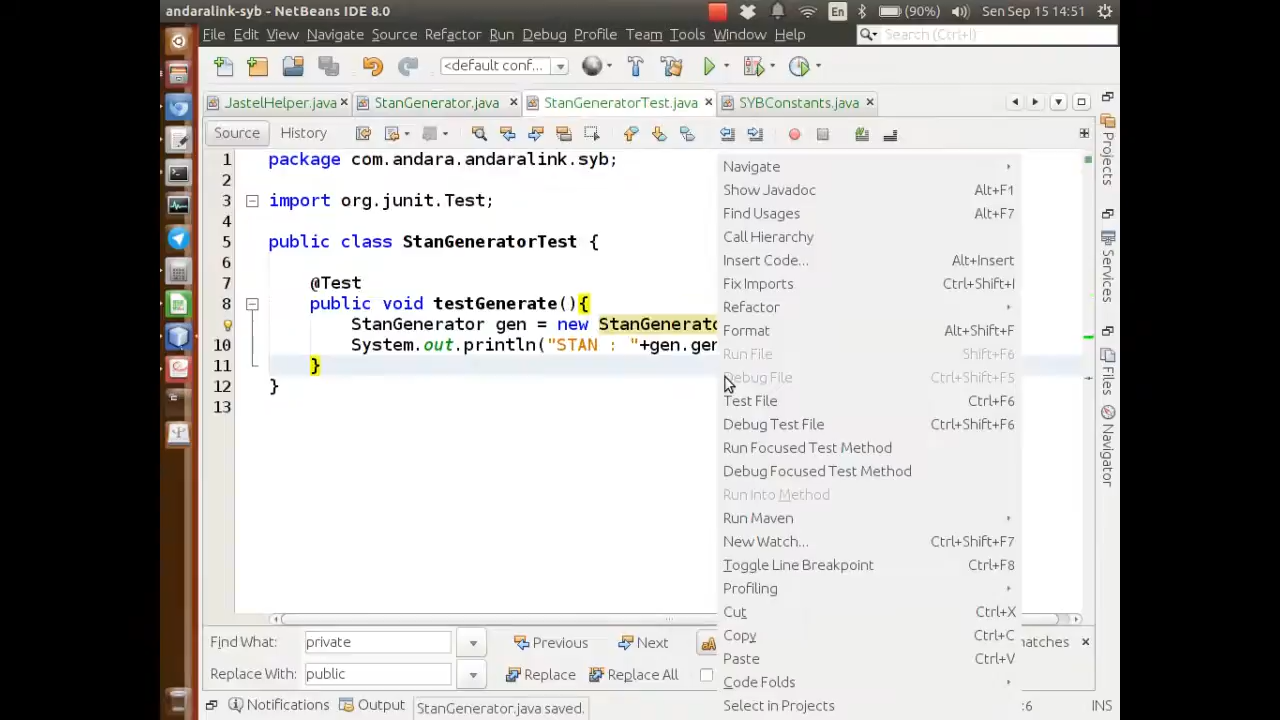 andaralink-syb - NetBeans IDE 8.0
En (90%) Sen Sep 15 14:51
File Edit View Navigate Source Refactor Run Debug Profile Team Tools Window Help
Search (Ctrl+I)
<default conf...
JastelHelper.java StanGenerator.java StanGeneratorTest.java SYBConstants.java
Source History
1 package com.andara.andaralink.syb;
2
3 import org.junit.Test;
4
5 public class StanGeneratorTest {
6
7 @Test
8 public void testGenerate(){
StanGenerator gen = new StanGenerato
10 System.out.println("STAN : "+gen.gen
11 }
12 }
13
Navigate
Show Javadoc Alt+F1
Find Usages Alt+F7
Call Hierarchy
Insert Code... Alt+Insert
Fix Imports Ctrl+Shift+I
Refactor
Format Alt+Shift+F
Run File Shift+F6
Debug File Ctrl+Shift+F5
Test File Ctrl+F6
Debug Test File Ctrl+Shift+F6
Run Focused Test Method
Debug Focused Test Method
Run Into Method
Run Maven
New Watch... Ctrl+Shift+F7
Toggle Line Breakpoint Ctrl+F8
Profiling
Cut Ctrl+X
Copy Ctrl+C
Paste Ctrl+V
Code Folds
Select in Projects
Projects
Services
Files
Navigator
Find What: private Previous Next aA atches
Replace With: public Replace Replace All
Notifications Output StanGenerator.java saved. :6 INS